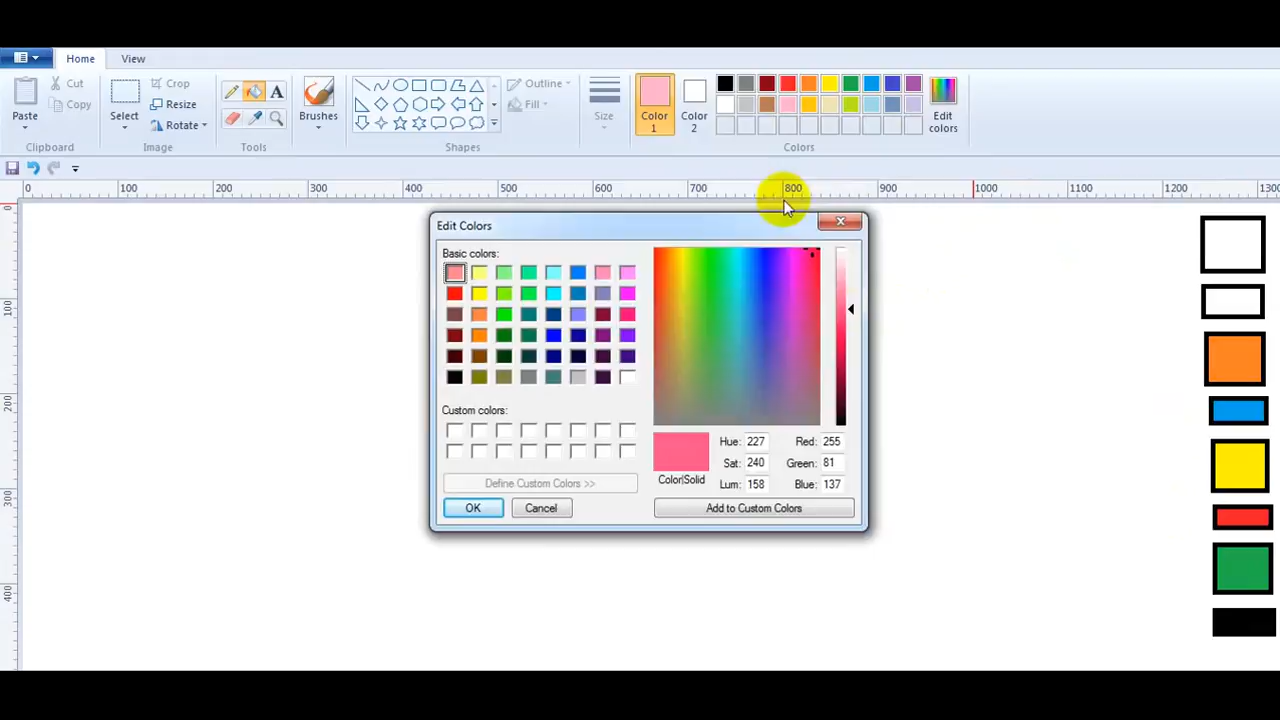 Home View
Cut
Copy
Paste
Clipboard
Select
Crop
Resize
Rotate
Image
A
Tools
Brushes
Outline
Fill
Shapes
Size
Color 1
Color 2
Edit colors
Colors
0 100 200 300 400 500 600 700 800 900 1000 1100 1200 1300
0
100
200
300
400
Edit Colors
Basic colors:
Custom colors:
Define Custom Colors >>
OK Cancel
Color|Solid
Hue: 227 Red: 255
Sat: 240 Green: 81
Lum: 158 Blue: 137
Add to Custom Colors